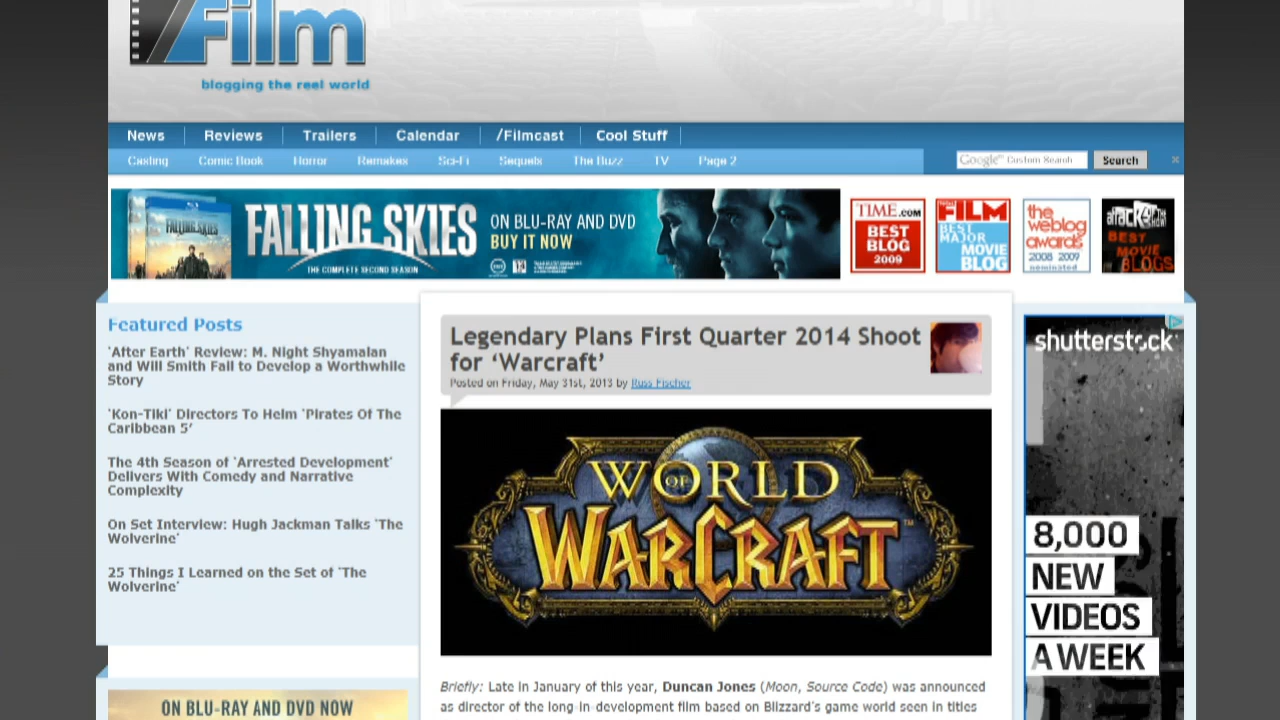 /Film
blogging the reel world
News
Reviews
Trailers
Calendar
/Filmcast
Cool Stuff
Casting
Comic Book
Horror
Remakes
Sci-Fi
Sequels
The Buzz
TV
Page 2
Google™ Custom Search
Search
FALLING SKIES
FALLING SKIES
THE COMPLETE SECOND SEASON
ON BLU-RAY AND DVD
BUY IT NOW
TIME.com
BEST
BLOG
2009
FILM
BEST
MAJOR
MOVIE
BLOG
the
weblog
awards
2008 2009
nominated
attack
OF THE
SHOW!
BEST
MOVIE
BLOGS
Featured Posts
'After Earth' Review: M. Night Shyamalan
and Will Smith Fail to Develop a Worthwhile
Story
'Kon-Tiki' Directors To Helm 'Pirates Of The
Caribbean 5'
The 4th Season of 'Arrested Development'
Delivers With Comedy and Narrative
Complexity
On Set Interview: Hugh Jackman Talks 'The
Wolverine'
25 Things I Learned on the Set of 'The
Wolverine'
ON BLU-RAY AND DVD NOW
Legendary Plans First Quarter 2014 Shoot
for ‘Warcraft’
Posted on Friday, May 31st, 2013 by Russ Fischer
WORLD
OF
WARCRAFT™
Briefly: Late in January of this year, Duncan Jones (Moon, Source Code) was announced
as director of the long-in-development film based on Blizzard's game world seen in titles
shutterstock
8,000
NEW
VIDEOS
A WEEK